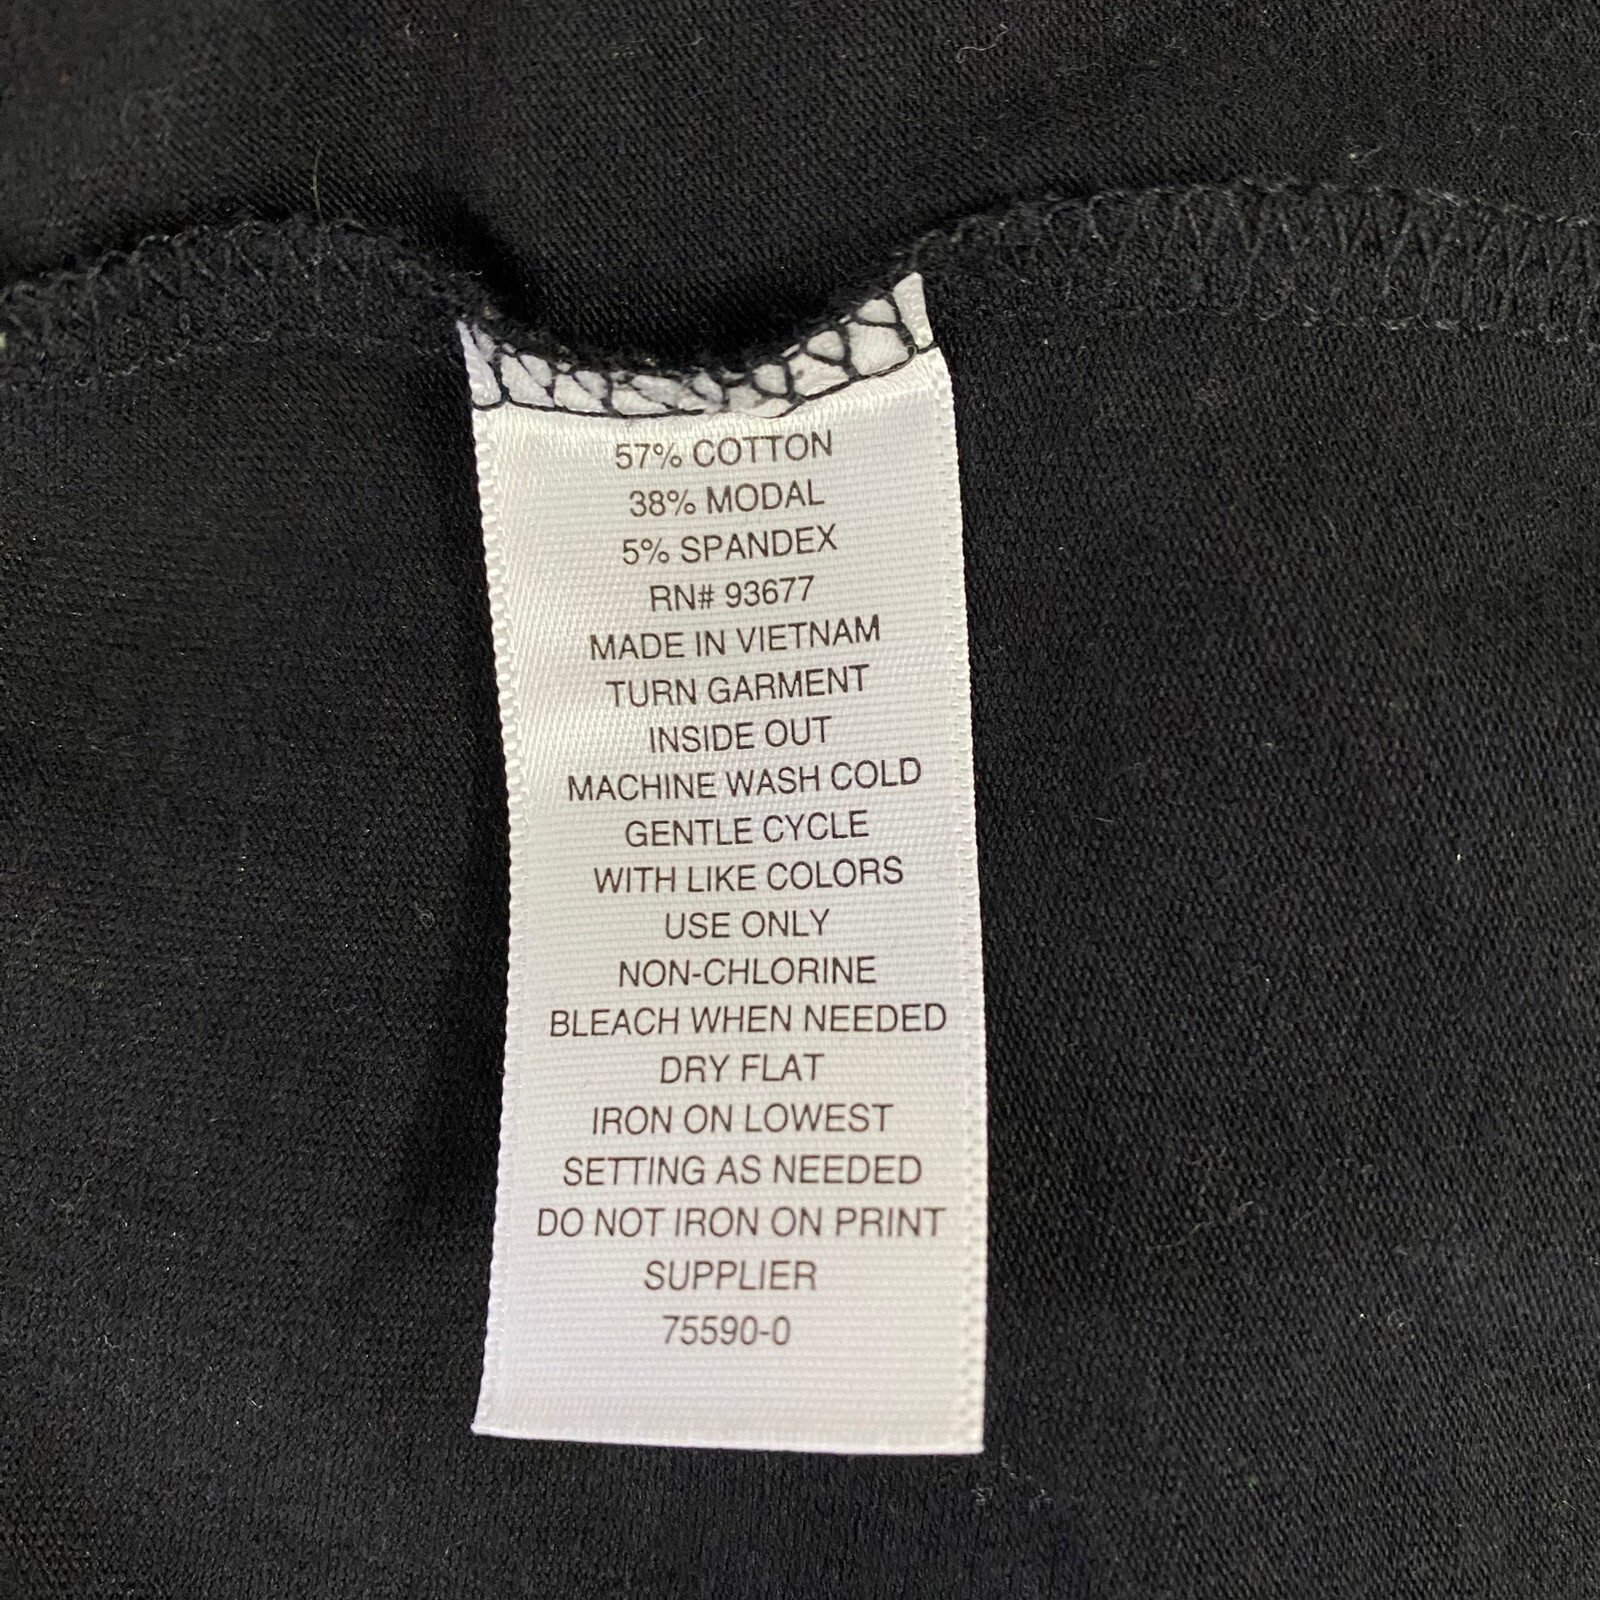 57% COTTON
38% MODAL
5% SPANDEX
RN# 93677
MADE IN VIETNAM
TURN GARMENT
INSIDE OUT
MACHINE WASH COLD
GENTLE CYCLE
WITH LIKE COLORS
USE ONLY
NON-CHLORINE
BLEACH WHEN NEEDED
DRY FLAT
IRON ON LOWEST
SETTING AS NEEDED
DO NOT IRON ON PRINT
SUPPLIER
75590-0